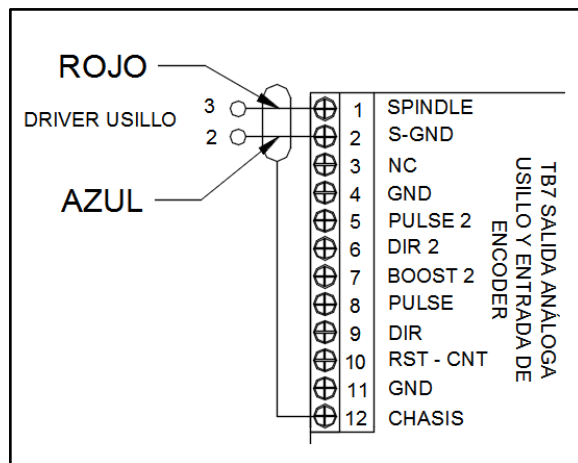 ROJO
DRIVER USILLO
3
2
AZUL
1 SPINDLE
2 S-GND
3 NC
4 GND
5 PULSE 2
6 DIR 2
7 BOOST 2
8 PULSE
9 DIR
10 RST - CNT
11 GND
12 CHASIS
TB7 SALIDA ANÁLOGA
USILLO Y ENTRADA DE
ENCODER